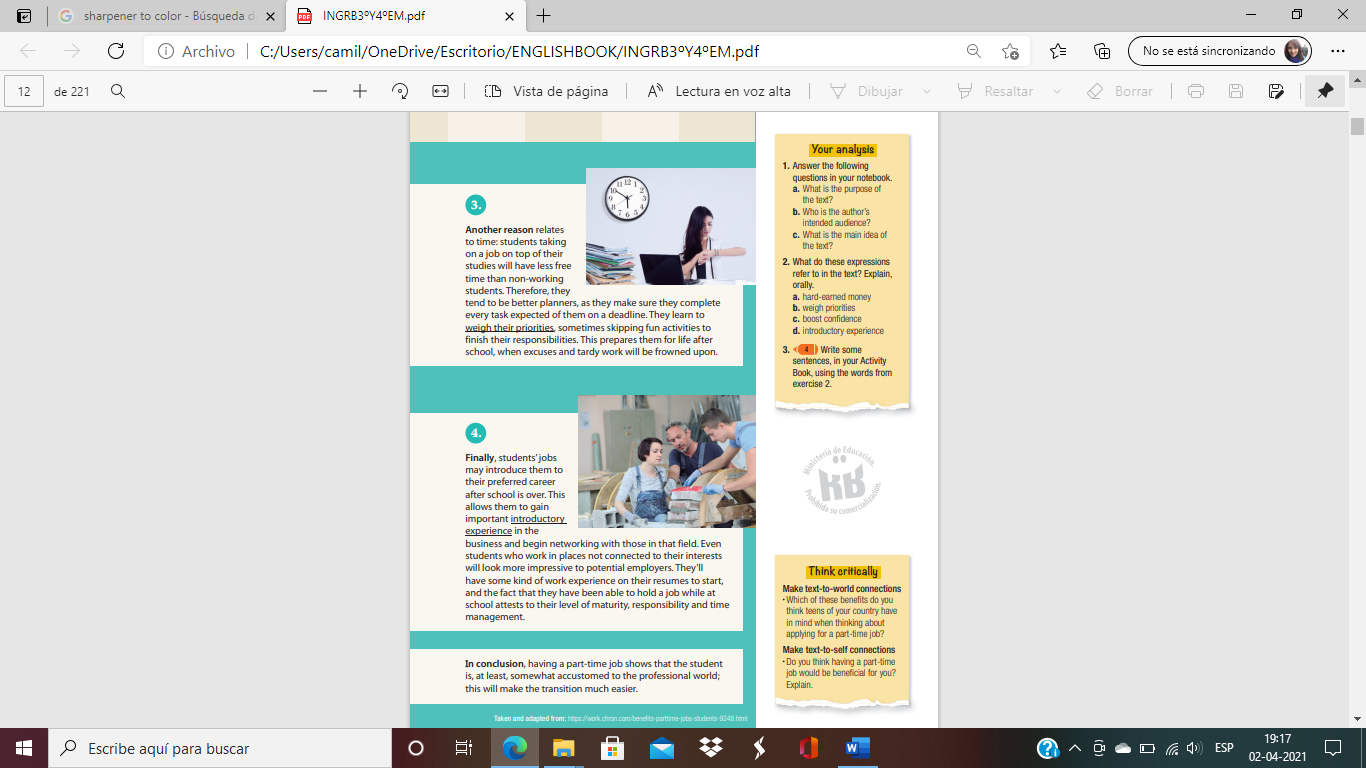 sharpener to color - Búsqueda d
INGRB3ºY4ºEM.pdf
Archivo
C:/Users/camil/OneDrive/Escritorio/ENGLISHBOOK/INGRB3ºY4ºEM.pdf
No se está sincronizando
12
de 221
Vista de página
Lectura en voz alta
Dibujar
Resaltar
Borrar
3.
Another reason relates
to time: students taking
on a job on top of their
studies will have less free
time than non-working
students. Therefore, they
tend to be better planners, as they make sure they complete
every task expected of them on a deadline. They learn to
weigh their priorities, sometimes skipping fun activities to
finish their responsibilities. This prepares them for life after
school, when excuses and tardy work will be frowned upon.
4.
Finally, students' jobs
may introduce them to
their preferred career
after school is over. This
allows them to gain
important introductory
experience in the
business and begin networking with those in that field. Even
students who work in places not connected to their interests
will look more impressive to potential employers. They'll
have some kind of work experience on their resumes to start,
and the fact that they have been able to hold a job while at
school attests to their level of maturity, responsibility and time
management.
In conclusion, having a part-time job shows that the student
is, at least, somewhat accustomed to the professional world;
this will make the transition much easier.
Taken and adapted from: https://work.chron.com/benefits-parttime-jobs-students-9248.html
Your analysis
1. Answer the following
questions in your notebook.
a. What is the purpose of
the text?
b. Who is the author's
intended audience?
c. What is the main idea of
the text?
2. What do these expressions
refer to in the text? Explain,
orally.
a. hard-earned money
b. weigh priorities
c. boost confidence
d. introductory experience
3. 4 Write some
sentences, in your Activity
Book, using the words from
exercise 2.
Ministerio de Educación.
Prohibida su comercialización.
Think critically
Make text-to-world connections
• Which of these benefits do you
think teens of your country have
in mind when thinking about
applying for a part-time job?
Make text-to-self connections
• Do you think having a part-time
job would be beneficial for you?
Explain.
Escribe aquí para buscar
ESP
19:17
02-04-2021